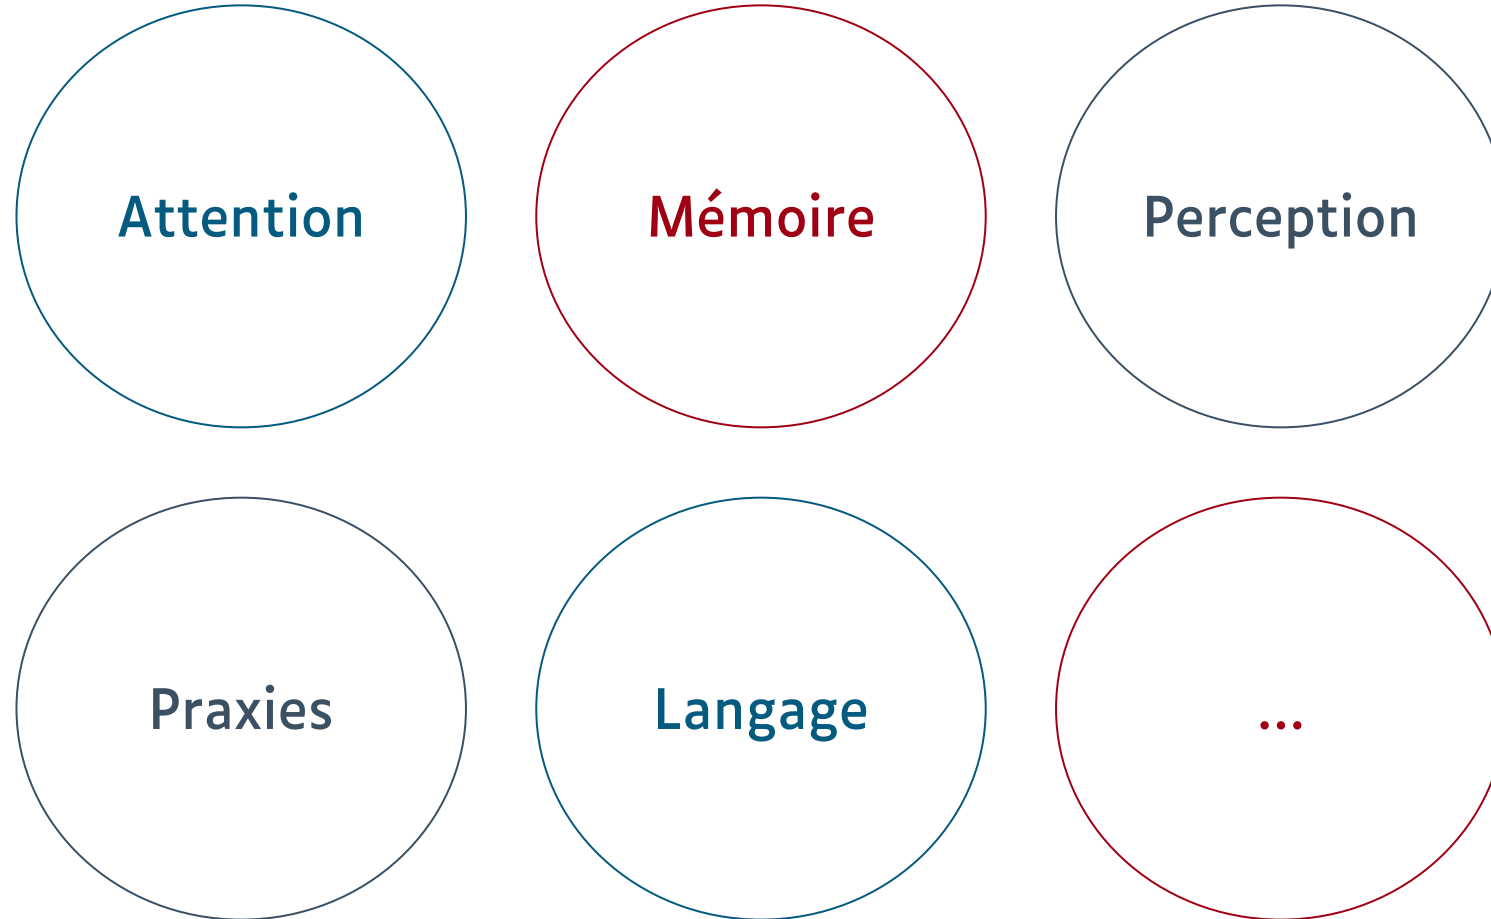 Attention
Mémoire
Perception
Praxies
Langage
...